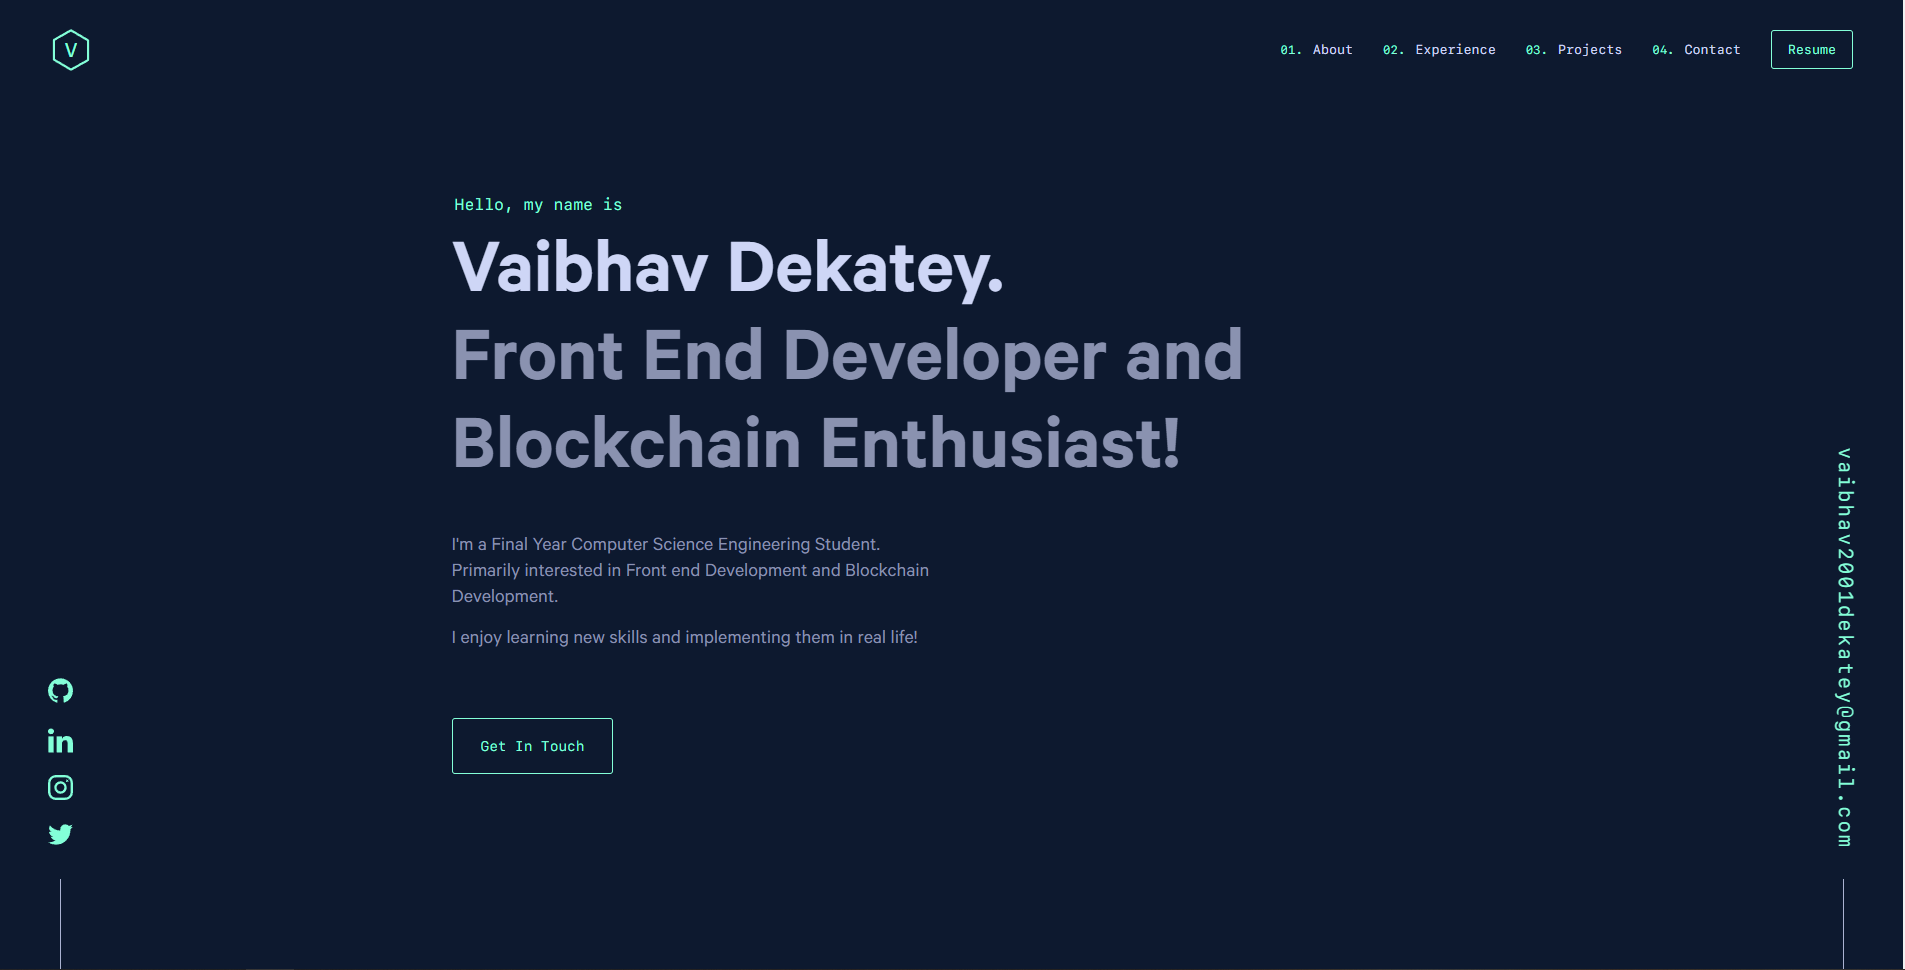 V
01. About 02. Experience 03. Projects 04. Contact Resume
Hello, my name is
Vaibhav Dekatey.
Front End Developer and
Blockchain Enthusiast!
I'm a Final Year Computer Science Engineering Student.
Primarily interested in Front end Development and Blockchain
Development.
I enjoy learning new skills and implementing them in real life!
Get In Touch
in
vaibhav2001dekatey@gmail.com